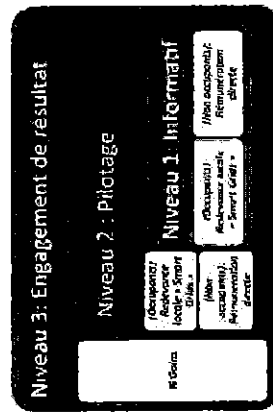 Niveau 3: Engagement de résultat
Niveau 2 : Pilotage
Niveau 1 : Informatif
(Occupants):
Redevance
locale « Smart
Grids »
(Non
occupants):
Rémunération
directe
(Occupants):
Redevance locale
« Smart Grids »
(Non occupants):
Rémunération
directe